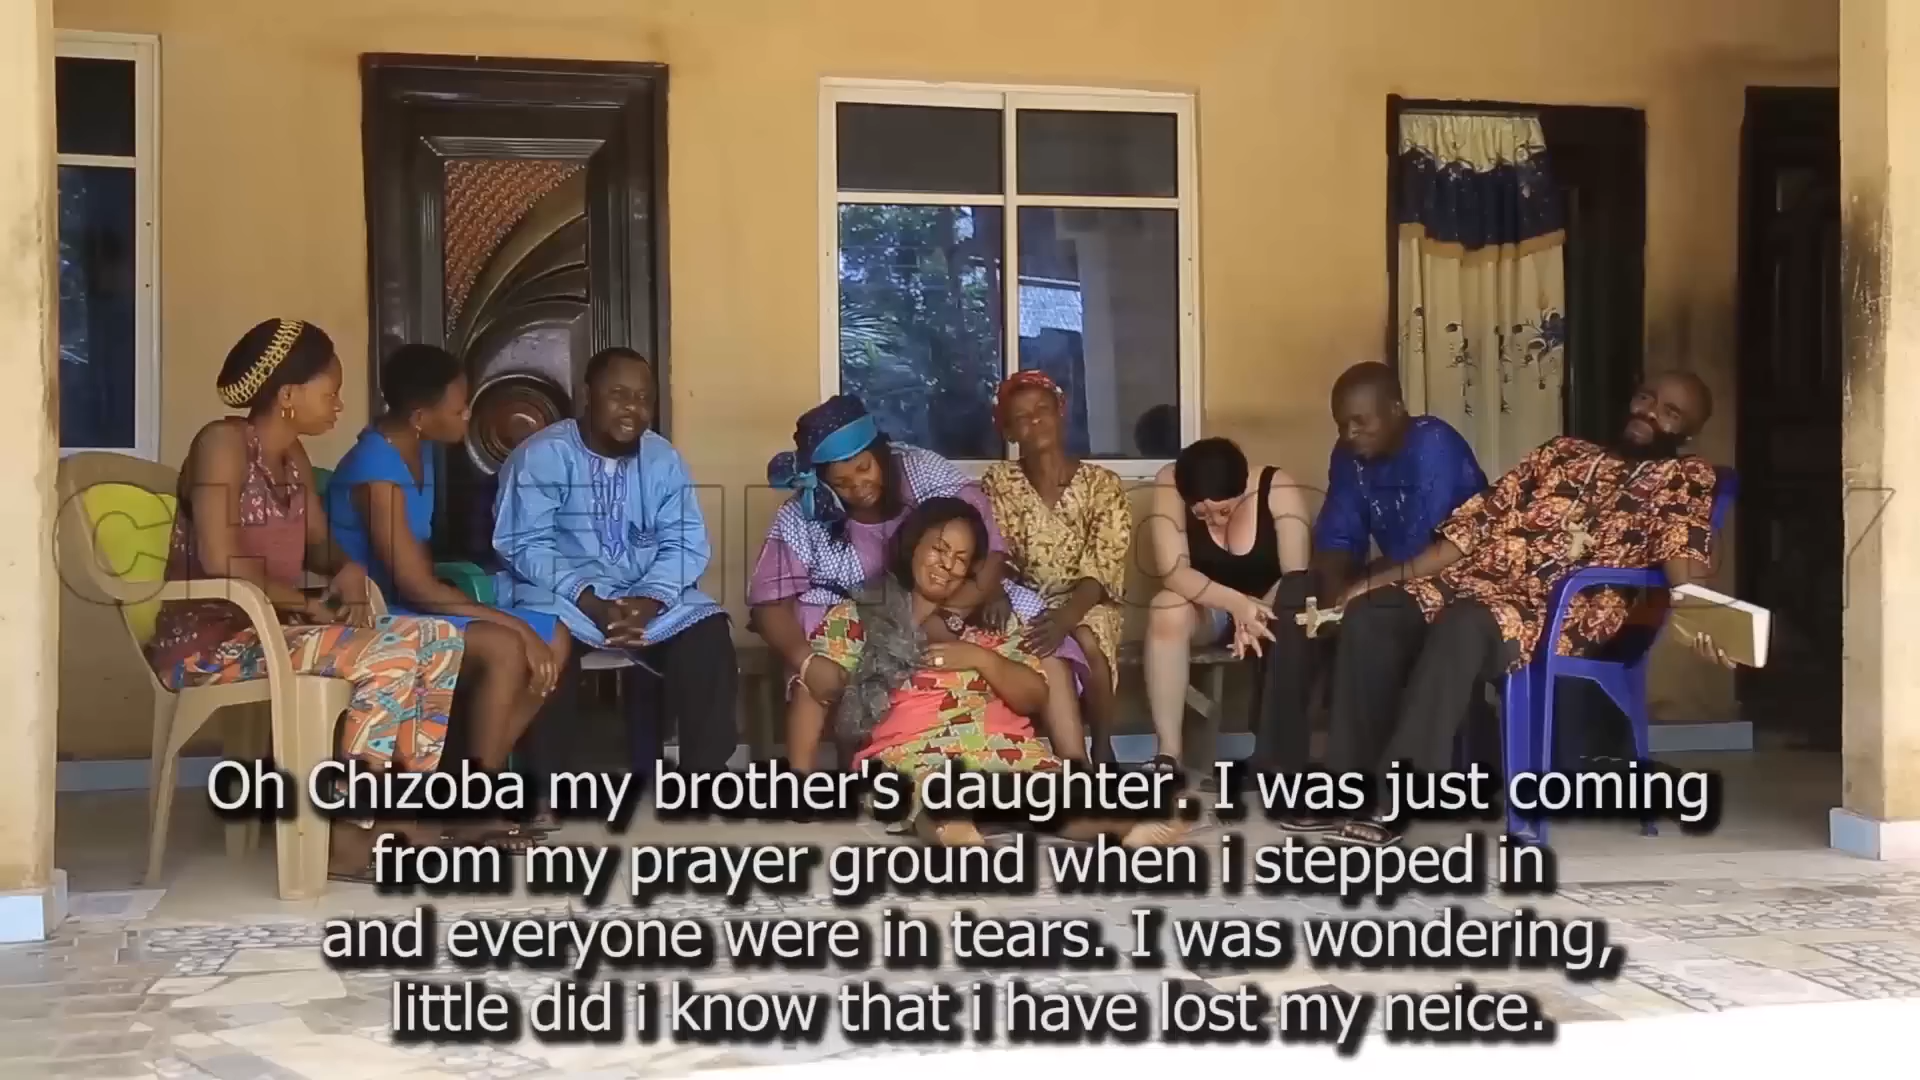 Oh Chizoba my brother's daughter. I was just coming
from my prayer ground when i stepped in
and everyone were in tears. I was wondering,
little did i know that i have lost my neice.